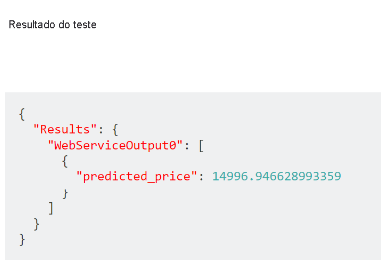 Resultado do teste
{
"Results": {
"WebServiceOutput0": [
{
"predicted_price": 14996.946628993359
}
]
}
}